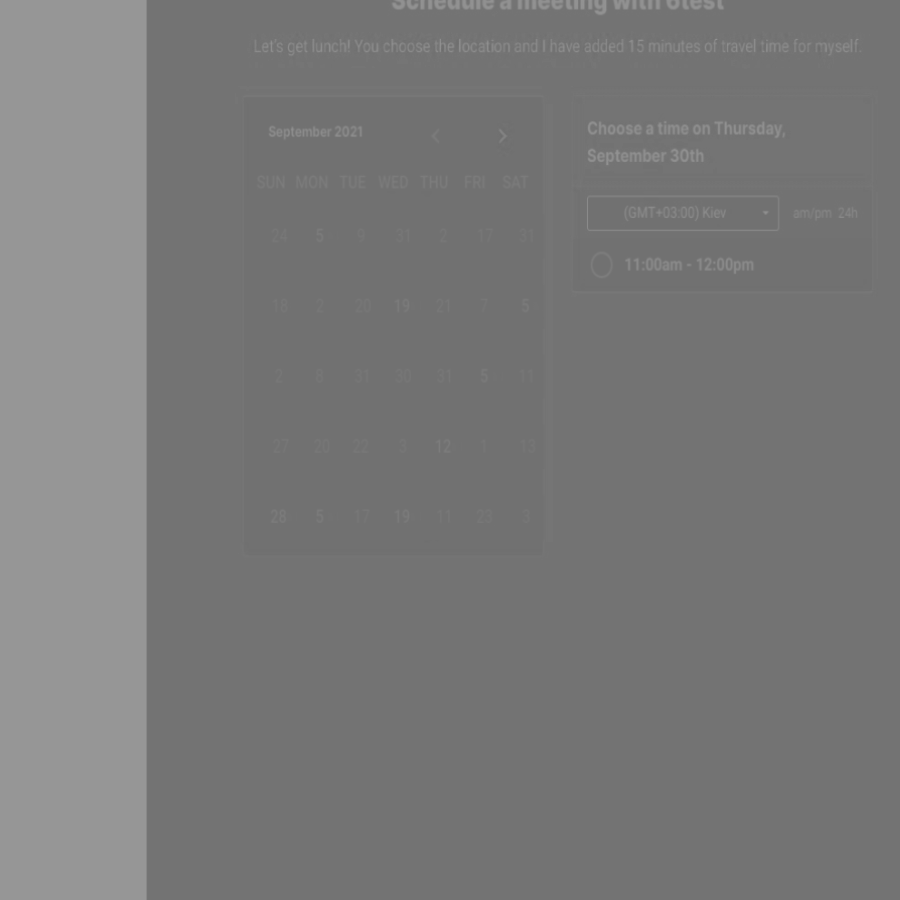 Schedule a meeting with 6test
Let's get lunch! You choose the location and I have added 15 minutes of travel time for myself.
September 2021
SUN MON TUE WED THU FRI SAT
24 5 9 31 2 17 31
18 2 20 19 21 7 5
2 8 31 30 31 5 11
27 20 22 3 12 1 13
28 5 17 19 11 23 3
Choose a time on Thursday,
September 30th
(GMT+03:00) Kiev am/pm 24h
11:00am - 12:00pm